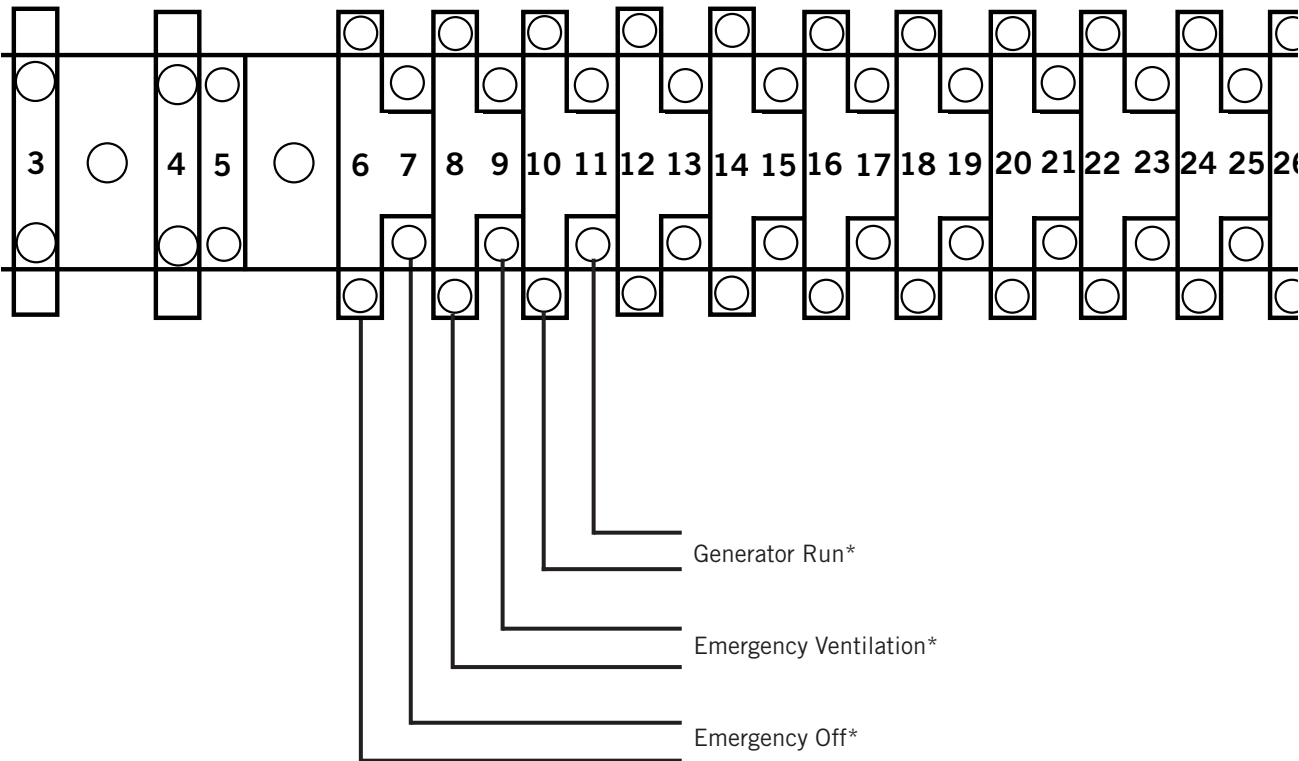 3 4 5 6 7 8 9 10 11 12 13 14 15 16 17 18 19 20 21 22 23 24 25 26
Generator Run*
Emergency Ventilation*
Emergency Off*